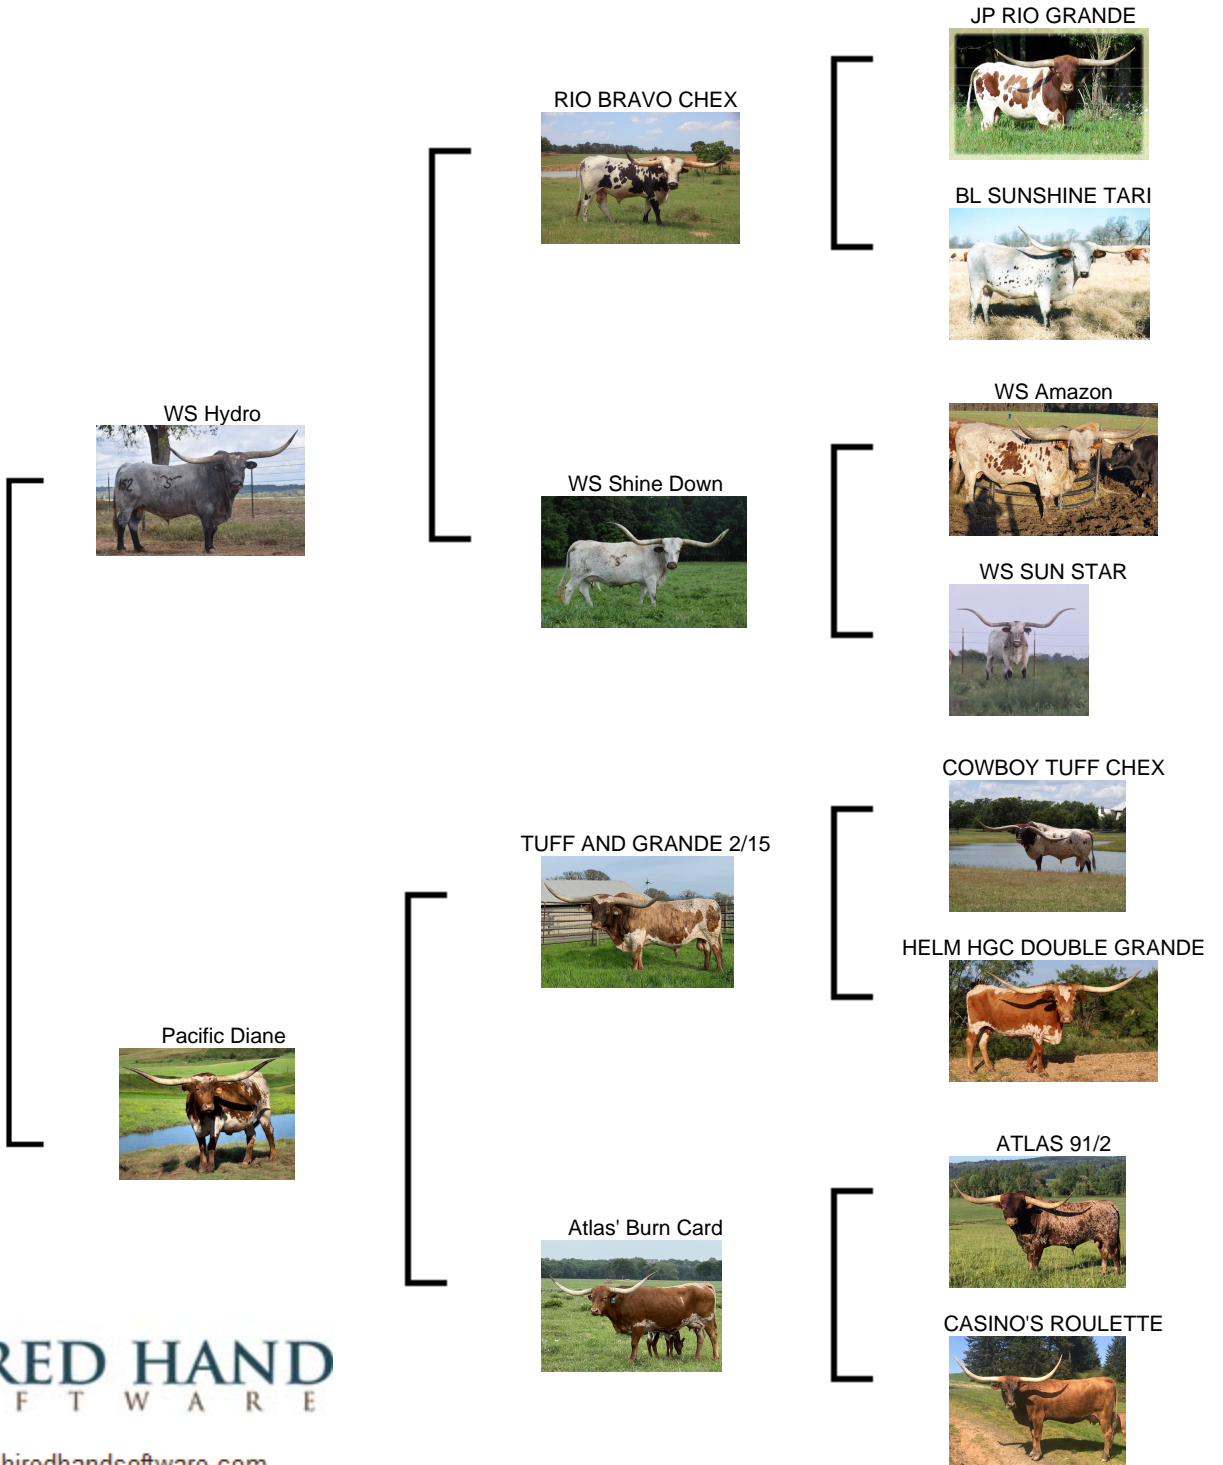 JP RIO GRANDE
RIO BRAVO CHEX
BL SUNSHINE TARI
WS Amazon
WS Hydro
WS Shine Down
WS SUN STAR
COWBOY TUFF CHEX
TUFF AND GRANDE 2/15
HELM HGC DOUBLE GRANDE
Pacific Diane
ATLAS 91/2
Atlas' Burn Card
CASINO'S ROULETTE
RED HAND
F T W A R E
hiredhandsoftware.com